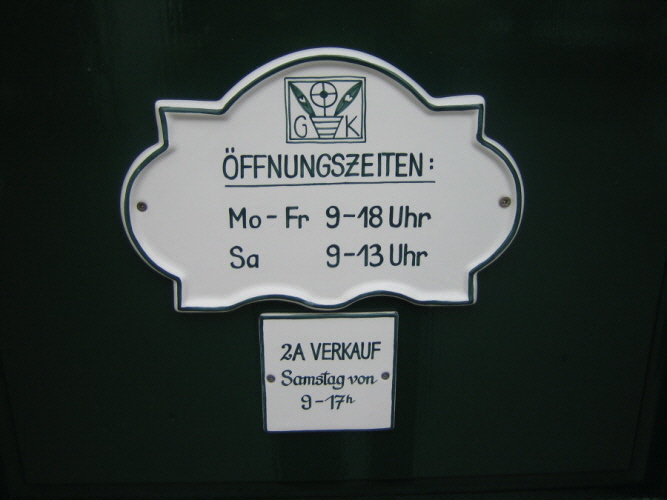 G K
ÖFFNUNGSZEITEN:
Mo-Fr 9-18 Uhr
Sa 9-13 Uhr
2A VERKAUF
Samstag von
9-17h